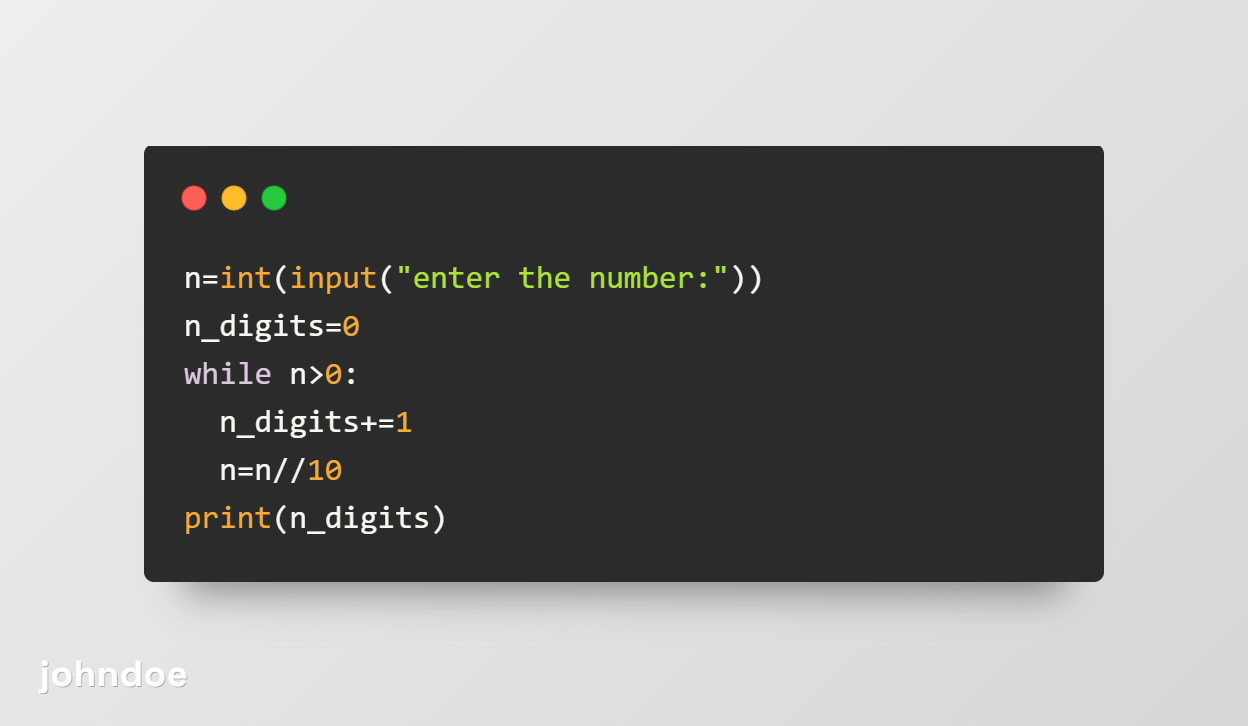 n=int(input("enter the number:"))
n_digits=0
while n>0:
  n_digits+=1
  n=n//10
print(n_digits)
johndoe